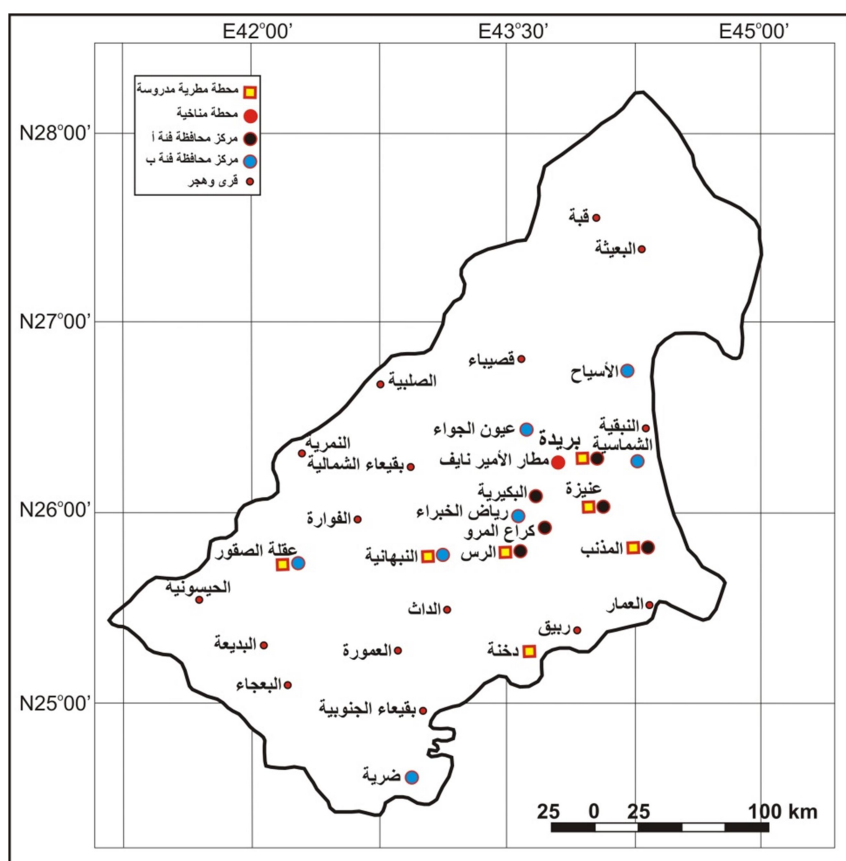 E42°00’
E43°30’
E45°00’
محطة مطرية مدروسة
محطة مناخية
مركز محافظة فئة أ
مركز محافظة فئة ب
قرى وهجر
N28°00’
قبة
البعيثة
N27°00’
قصيباء
الأسياح
الصلبية
النبقية
عيون الجواء
الشماسية
بريدة
النمرية
مطار الأمير نايف
بقيعاء الشمالية
عنيزة
البكيرية
رياض الخبراء
N26°00’
الفوارة
كراع المرو
المذنب
الرس
النبهانية
عقلة الصقور
الحيسونيه
العمار
الداث
ربيق
دخنة
العمورة
البديعة
البعجاء
N25°00’
بقيعاء الجنوبية
ضرية
25 0 25 100 km